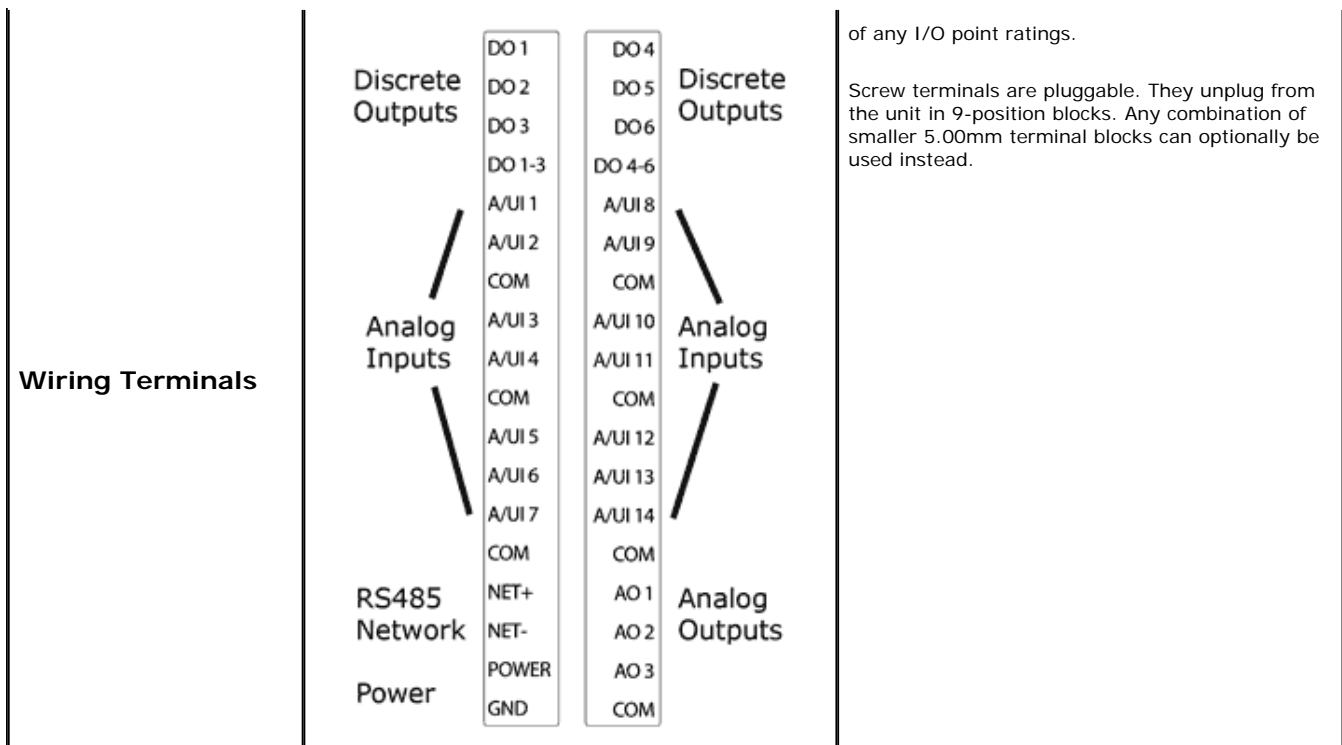 Wiring Terminals
Discrete
Outputs
Analog
Inputs
RS485
Network
Power
DO 1
DO 2
DO 3
DO 1-3
A/UI 1
A/UI 2
COM
A/UI 3
A/UI 4
COM
A/UI 5
A/UI 6
A/UI 7
COM
NET+
NET-
POWER
GND
DO 4
DO 5
DO6
DO 4-6
A/UI 8
A/UI 9
COM
A/UI 10
A/UI 11
COM
A/UI 12
A/UI 13
A/UI 14
COM
AO 1
AO 2
AO 3
COM
Discrete
Outputs
Analog
Inputs
Analog
Outputs
of any I/O point ratings.
Screw terminals are pluggable. They unplug from
the unit in 9-position blocks. Any combination of
smaller 5.00mm terminal blocks can optionally be
used instead.